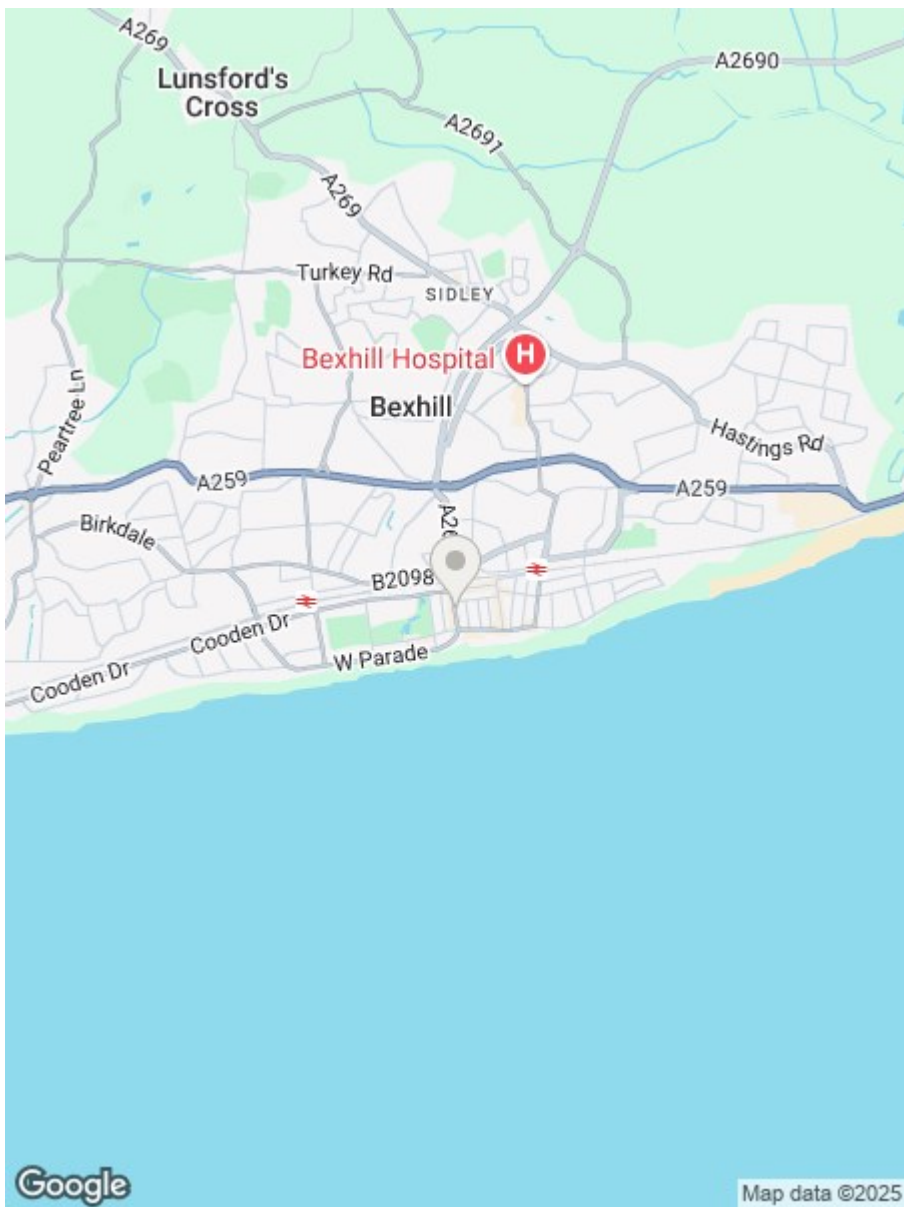 A269
A2690
Lunsford's
Cross
A2691
A269
Turkey Rd
SIDLEY
Bexhill Hospital
H
Peartree Ln
Bexhill
Hastings Rd
A259
A259
A26
Birkdale
B2098
Cooden Dr
W Parade
Cooden Dr
Google
Map data ©2025